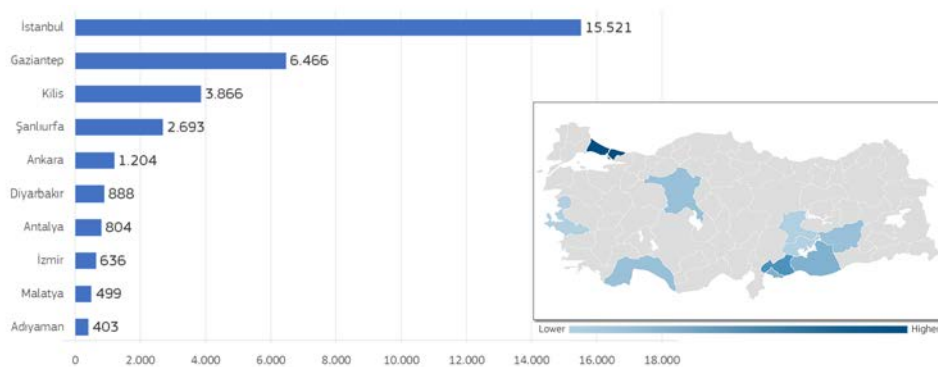 İstanbul 15.521
Gaziantep 6.466
Kilis 3.866
Şanlıurfa 2.693
Ankara 1.204
Diyarbakır 888
Antalya 804
İzmir 636
Malatya 499
Adıyaman 403
0 2.000 4.000 6.000 8.000 10.000 12.000 14.000 16.000 18.000
Lower Higher